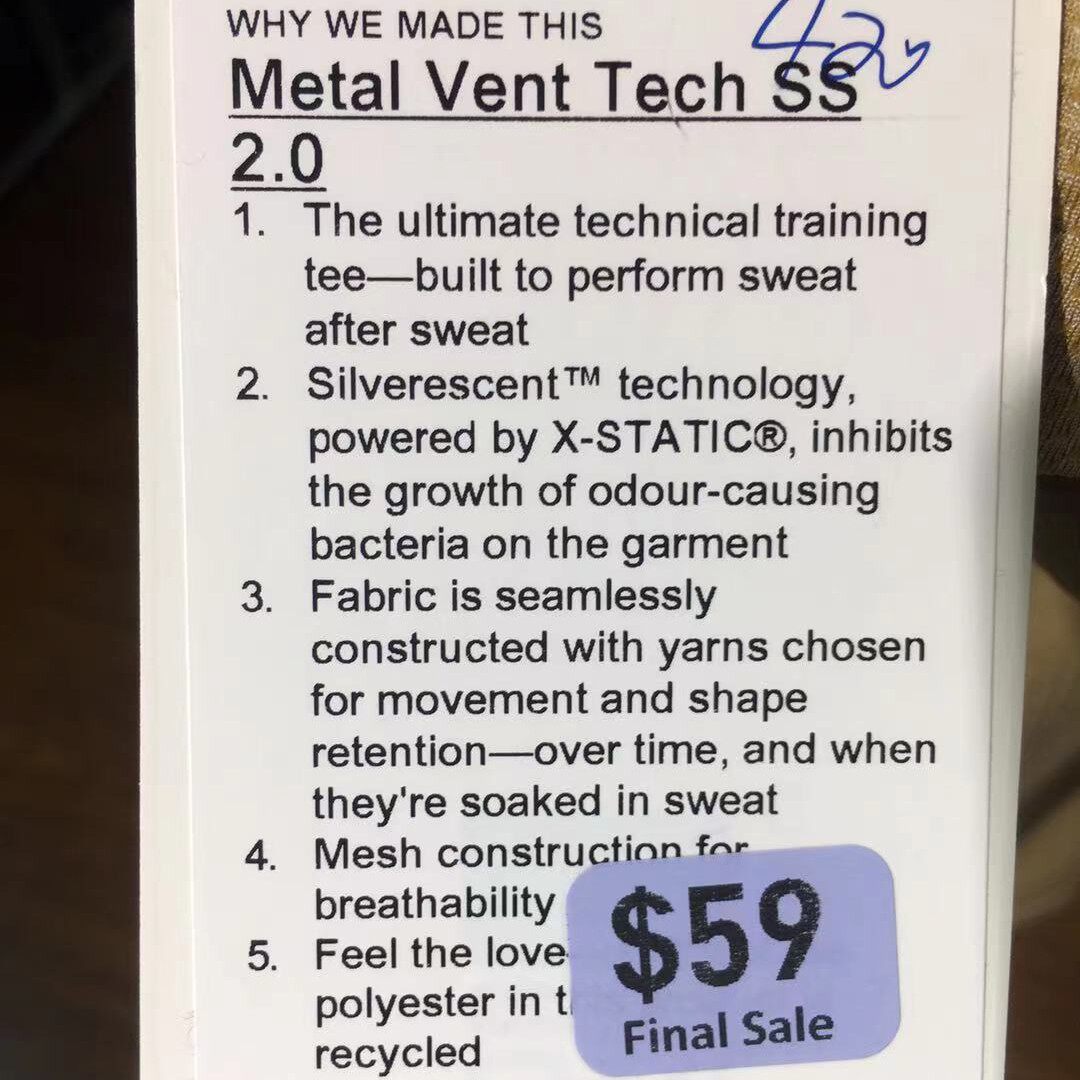 WHY WE MADE THIS
42
Metal Vent Tech SS
2.0
1. The ultimate technical training
tee—built to perform sweat
after sweat
2. Silverescent™ technology,
powered by X-STATIC®, inhibits
the growth of odour-causing
bacteria on the garment
3. Fabric is seamlessly
constructed with yarns chosen
for movement and shape
retention—over time, and when
they're soaked in sweat
4. Mesh construction for
breathability
5. Feel the love
polyester in
recycled
$59
Final Sale